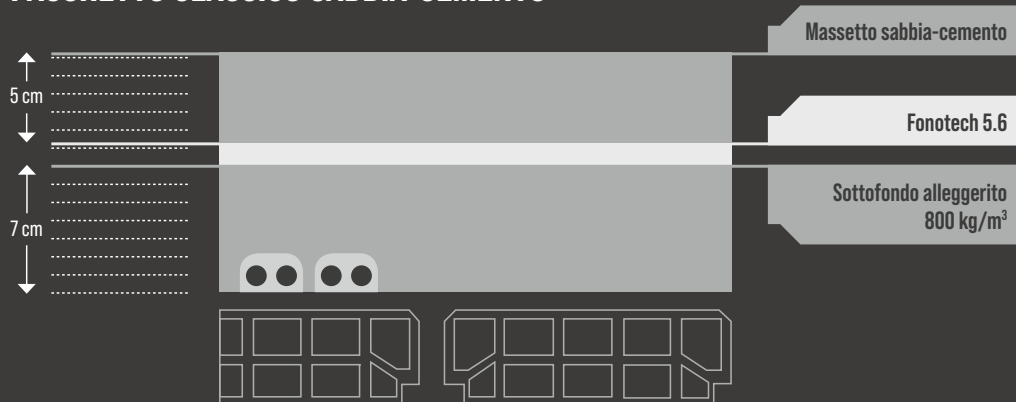 Massetto sabbia-cemento
5 cm
Fonotech 5.6
Sottofondo alleggerito
800 kg/m³
7 cm